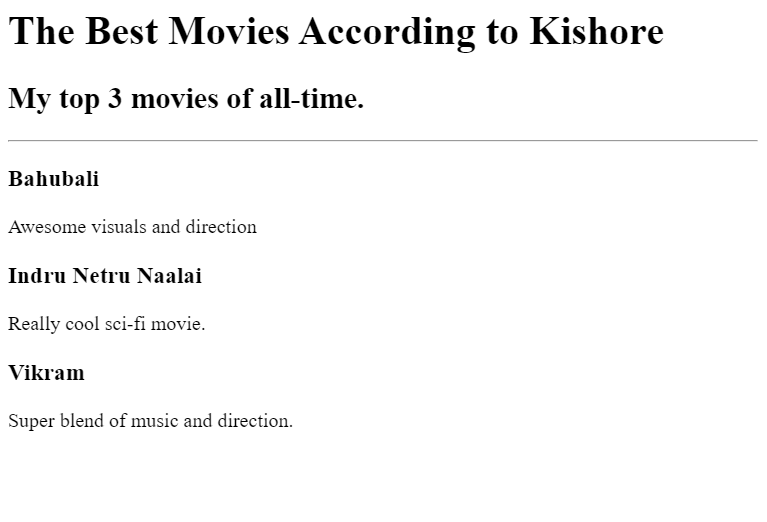 The Best Movies According to Kishore
My top 3 movies of all-time.
Bahubali
Awesome visuals and direction
Indru Netru Naalai
Really cool sci-fi movie.
Vikram
Super blend of music and direction.